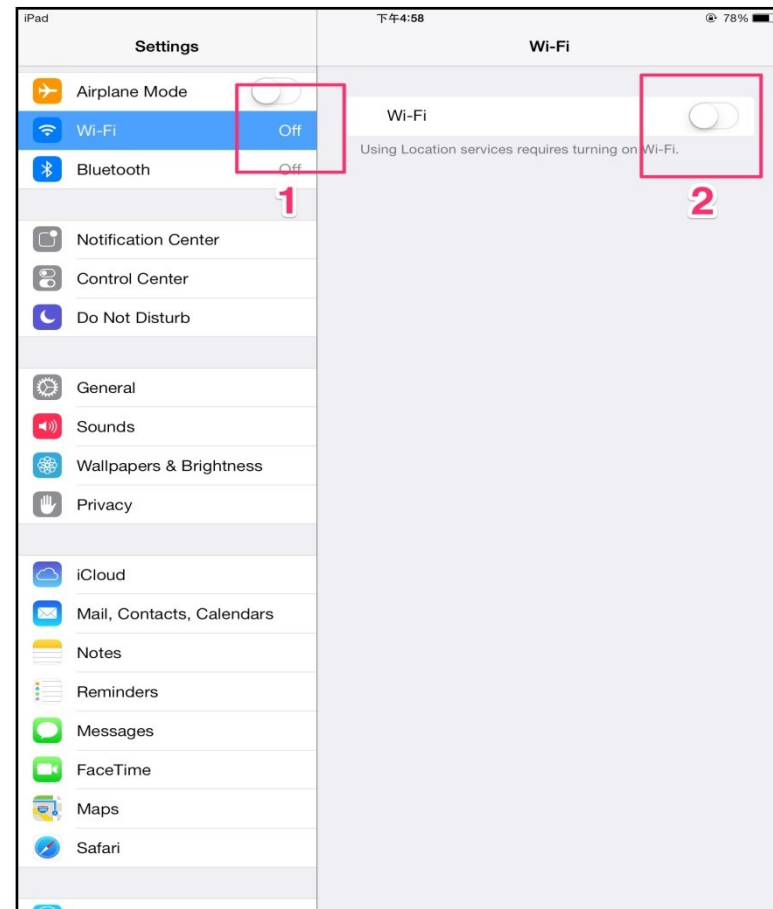 iPad 下午4:58 78%
Settings
Wi-Fi
Airplane Mode
Wi-Fi Off
Bluetooth Off
1
Notification Center
Control Center
Do Not Disturb
General
Sounds
Wallpapers & Brightness
Privacy
iCloud
Mail, Contacts, Calendars
Notes
Reminders
Messages
FaceTime
Maps
Safari
Wi-Fi
Using Location services requires turning on Wi-Fi.
2